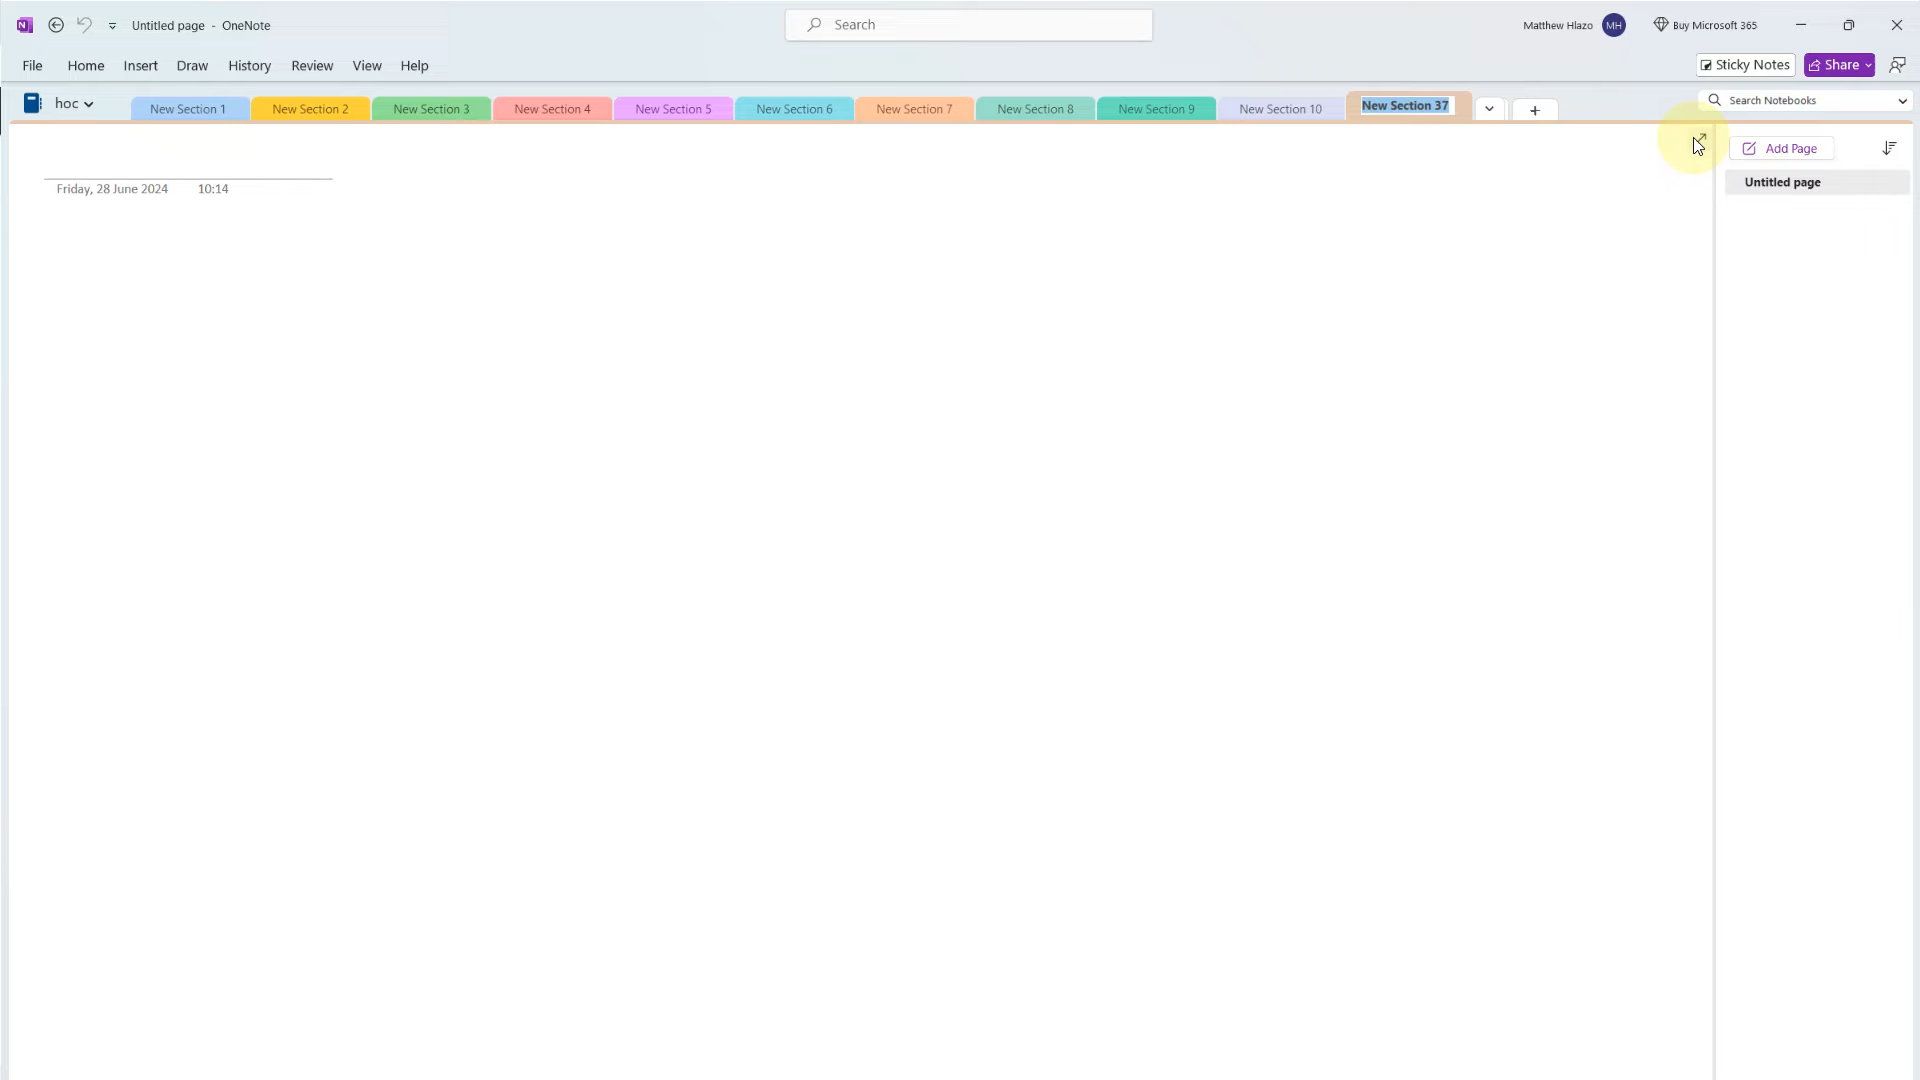 Untitled page - OneNote
Search
Matthew Hlazo MH
Buy Microsoft 365
File Home Insert Draw History Review View Help
Sticky Notes Share
hoc New Section 1 New Section 2 New Section 3 New Section 4 New Section 5 New Section 6 New Section 7 New Section 8 New Section 9 New Section 10 New Section 37
Search Notebooks
Add Page
Untitled page
Friday, 28 June 2024 10:14